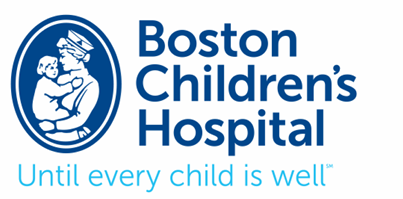 Boston
Children's
Hospital
Until every child is well℠